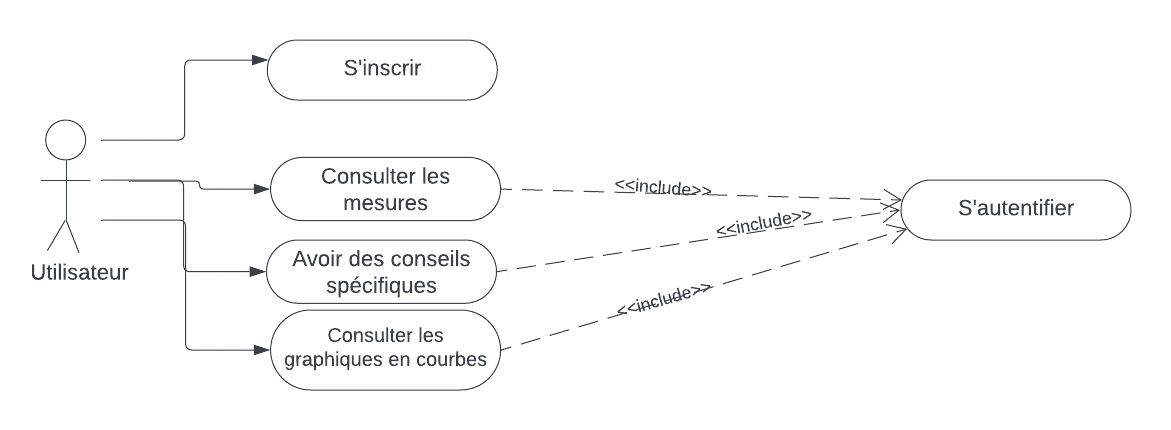 S'inscrir
Consulter les
mesures
<<include>>
S'autentifier
<<include>>
Avoir des conseils
spécifiques
Utilisateur
<<include>>
Consulter les
graphiques en courbes